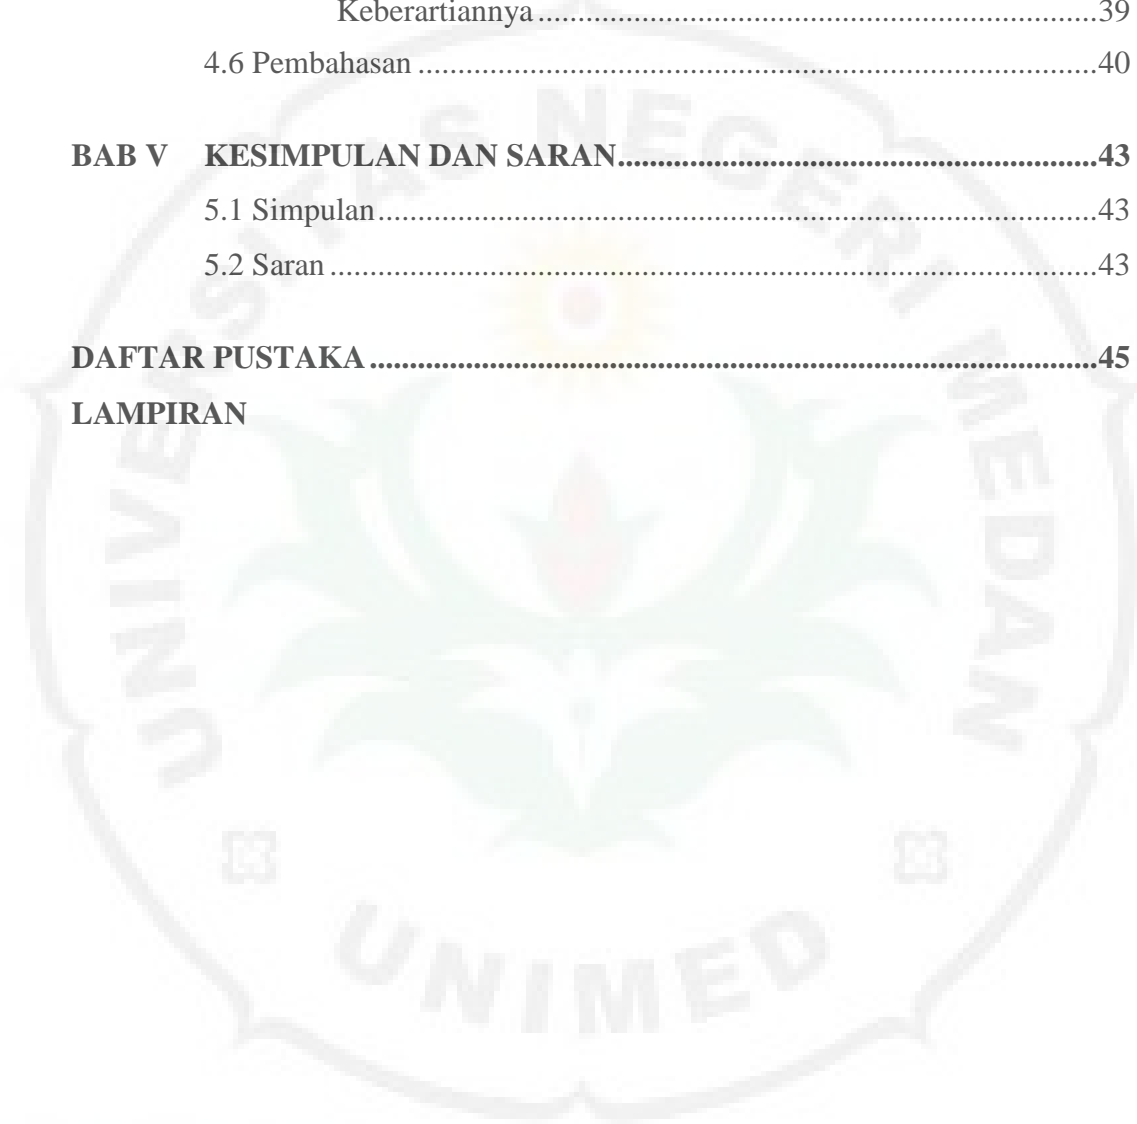 Keberartiannya......................................................................39
4.6 Pembahasan.....................................................................................40
BAB V KESIMPULAN DAN SARAN............................................................43
5.1 Simpulan..........................................................................................43
5.2 Saran................................................................................................43
DAFTAR PUSTAKA...........................................................................................45
LAMPIRAN
UNIVERSITAS NEGERI MEDAN
UNIMED